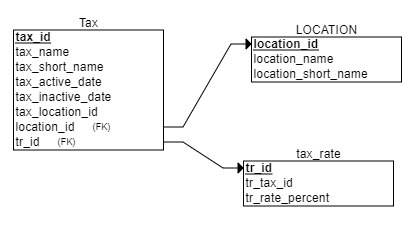 Tax
tax_id
tax_name
tax_short_name
tax_active_date
tax_inactive_date
tax_location_id
location_id (FK)
tr_id (FK)
LOCATION
location_id
location_name
location_short_name
tax_rate
tr_id
tr_tax_id
tr_rate_percent